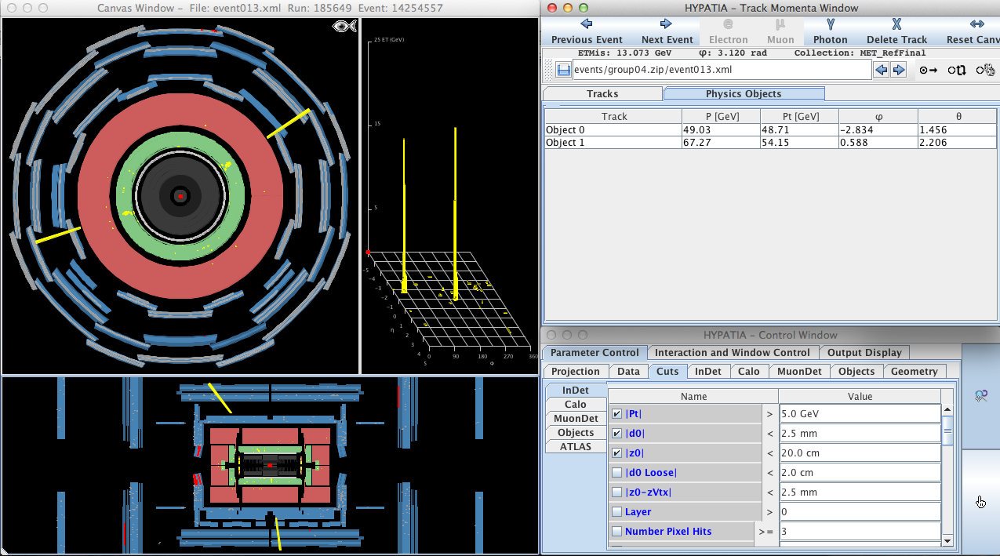 Canvas Window - File: event013.xml Run: 185649 Event: 14254557
25 ET (GeV)
15
5
-5
-4
-3
-2
-1
0
η
1
2
3
4
5
0 90 180 270 360
Φ
HYPATIA - Track Momenta Window
Previous Event Next Event Electron Muon Photon Delete Track Reset Canv
ETMis: 13.073 GeV φ: 3.120 rad Collection: MET_RefFinal
events/group04.zip/event013.xml
Tracks Physics Objects
Track P [GeV] Pt [GeV] φ θ
Object 0 49.03 48.71 -2.834 1.456
Object 1 67.27 54.15 0.588 2.206
HYPATIA - Control Window
Parameter Control Interaction and Window Control Output Display
Projection Data Cuts InDet Calo MuonDet Objects Geometry
InDet
Calo
MuonDet
Objects
ATLAS
Name Value
|Pt| > 5.0 GeV
|d0| < 2.5 mm
|z0| < 20.0 cm
|d0 Loose| < 2.0 cm
|z0-zVtx| < 2.5 mm
Layer > 0
Number Pixel Hits >= 3